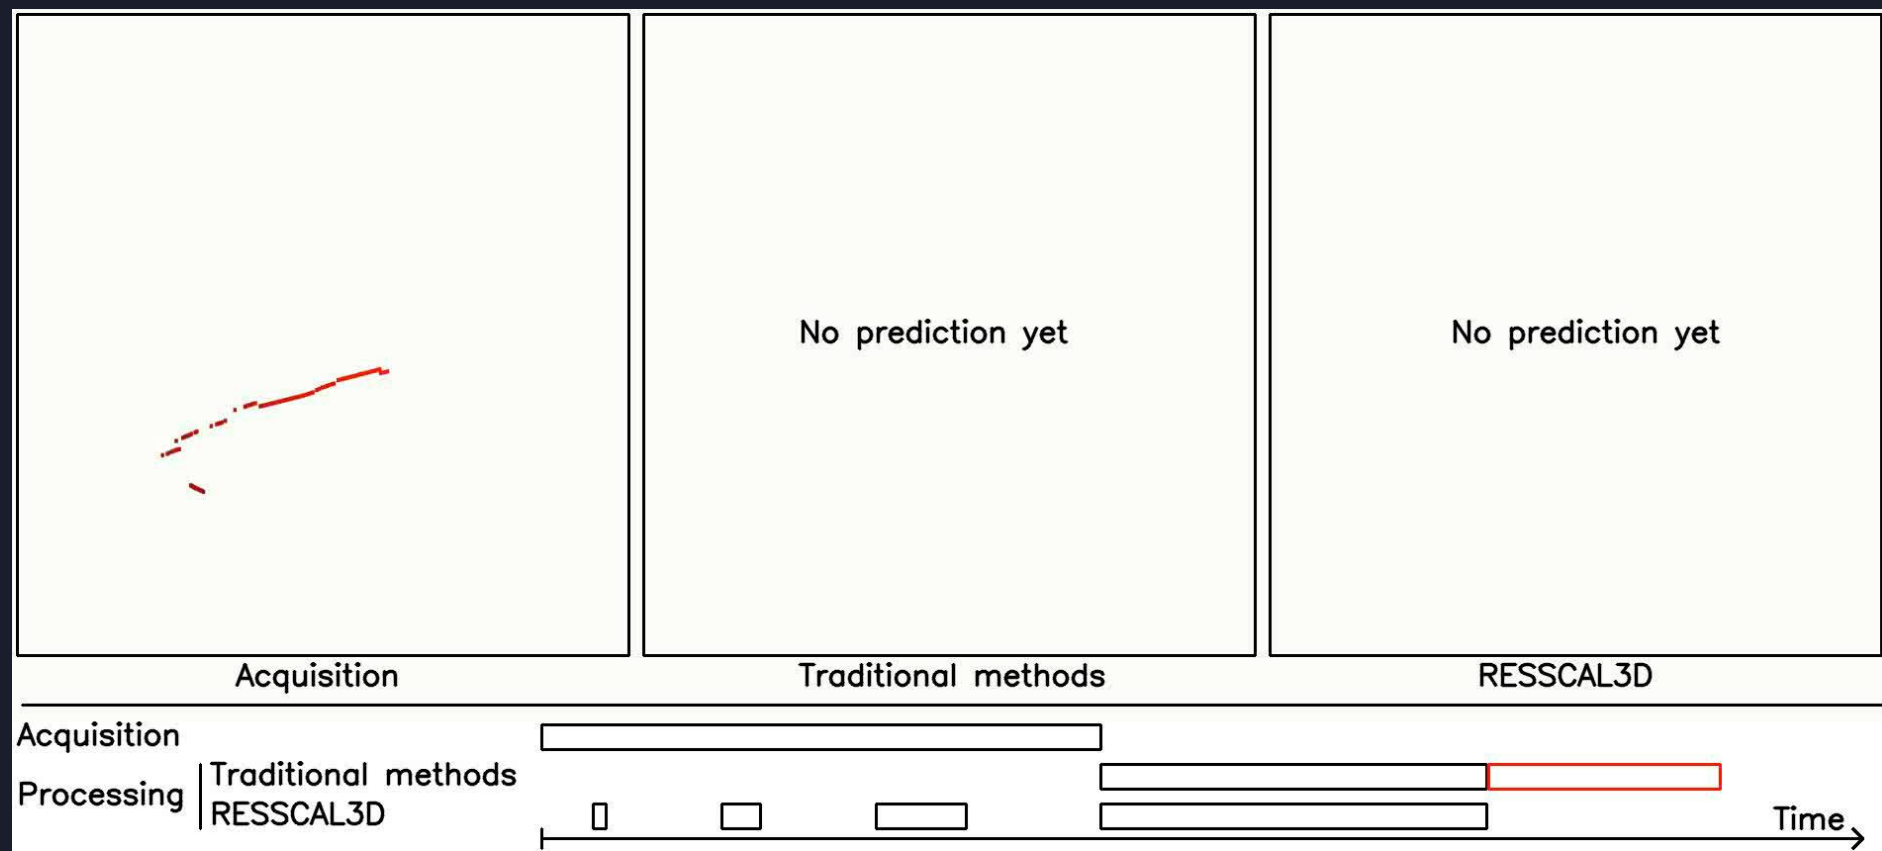 No prediction yet
No prediction yet
Acquisition
Traditional methods
RESSCAL3D
Acquisition
Processing
Traditional methods
RESSCAL3D
Time